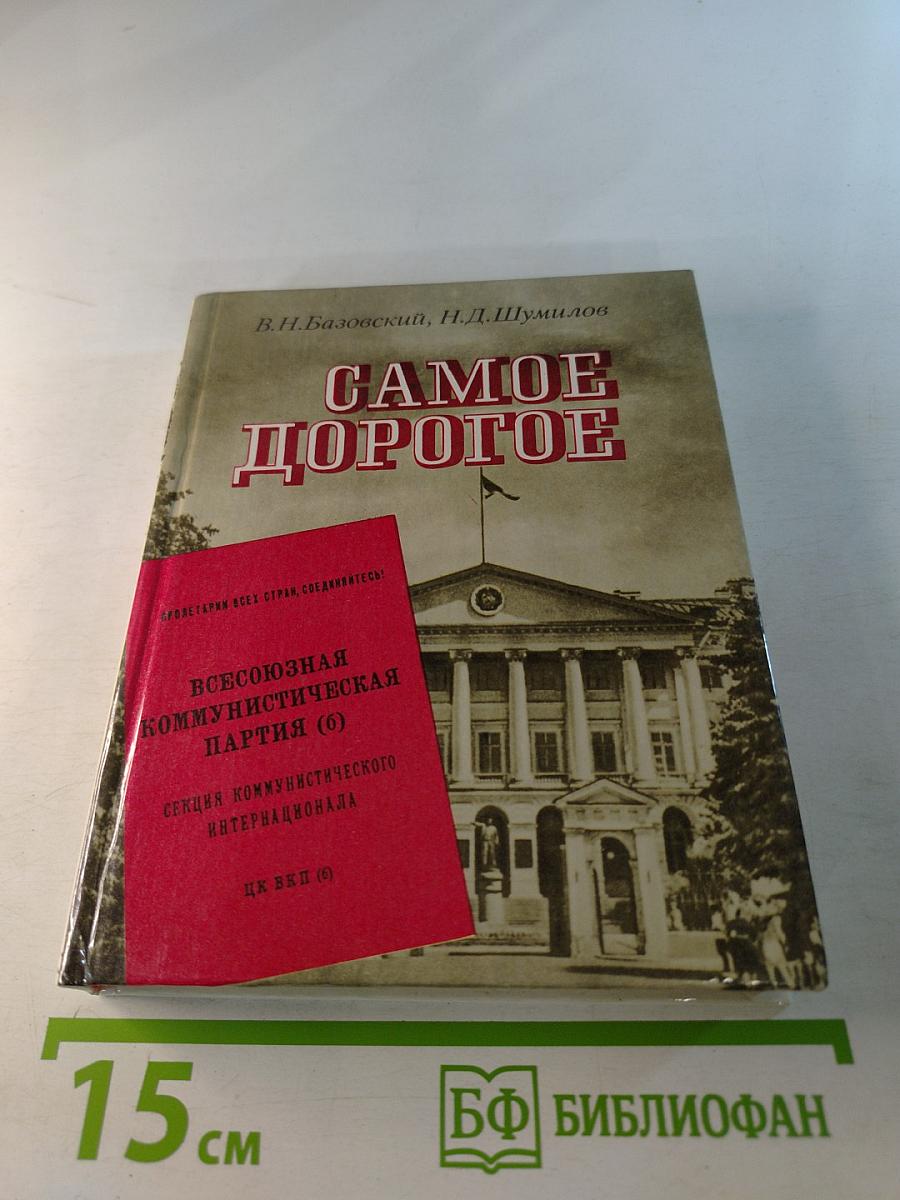 В.Н.Базовский, Н.Д.Шумилов
САМОЕ
ДОРОГОЕ
ПРОЛЕТАРИИ ВСЕХ СТРАН, СОЕДИНЯЙТЕСЬ!
ВСЕСОЮЗНАЯ
КОММУНИСТИЧЕСКАЯ
ПАРТИЯ (б)
СЕКЦИЯ КОММУНИСТИЧЕСКОГО
ИНТЕРНАЦИОНАЛА
ЦК ВКП (б)
15 см
БФ БИБЛИОФАН